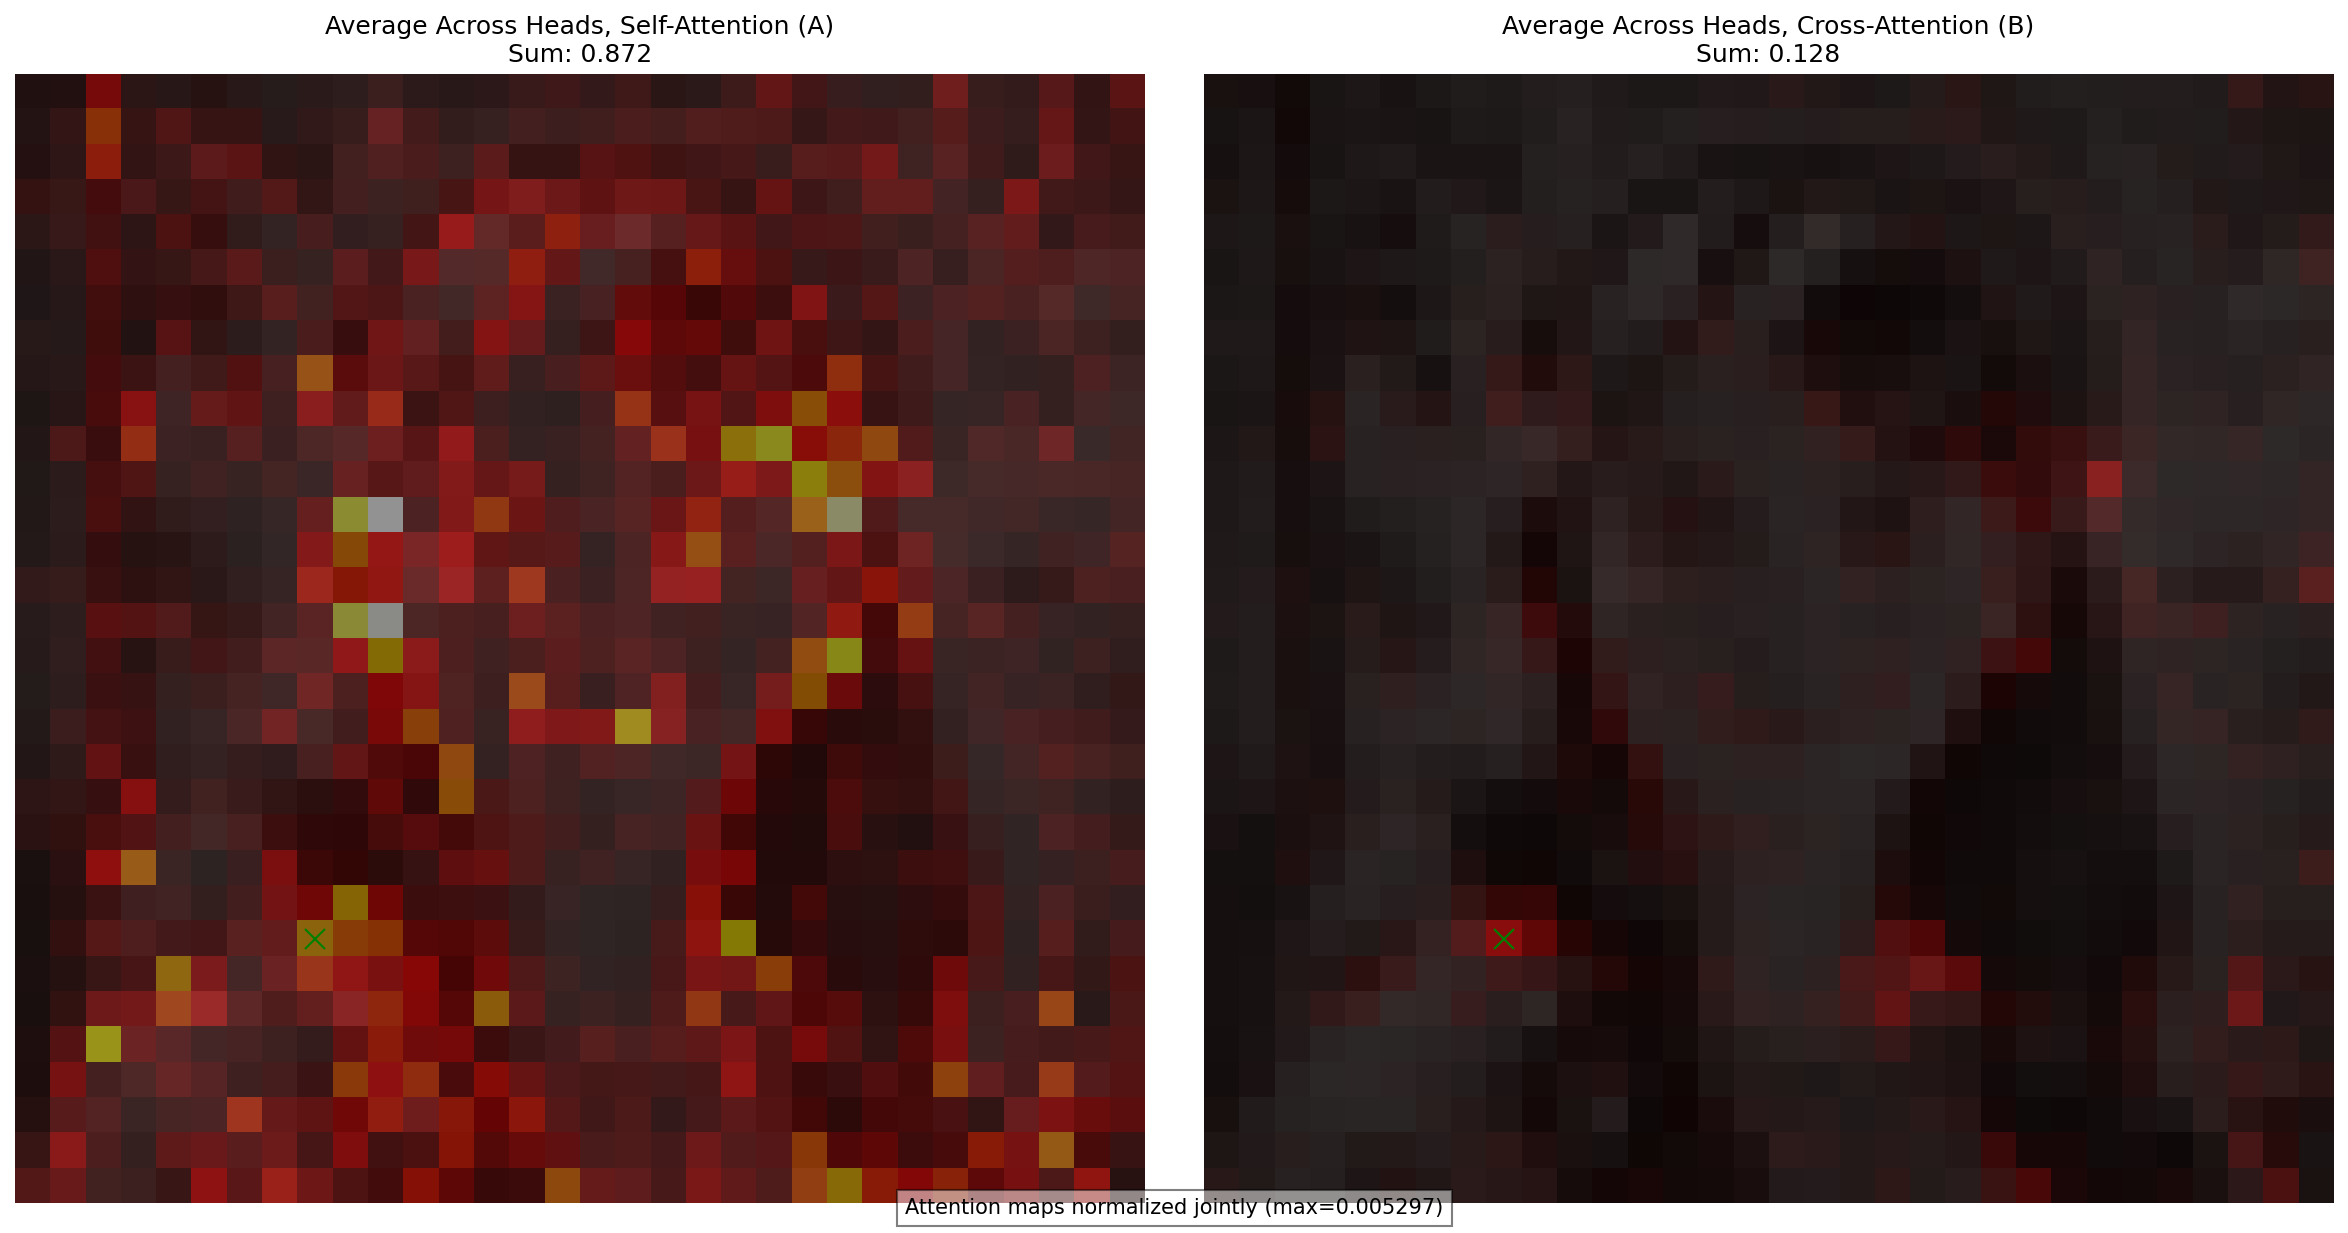 Average Across Heads, Self-Attention (A)
Sum: 0.872
Average Across Heads, Cross-Attention (B)
Sum: 0.128
Attention maps normalized jointly (max=0.005297)